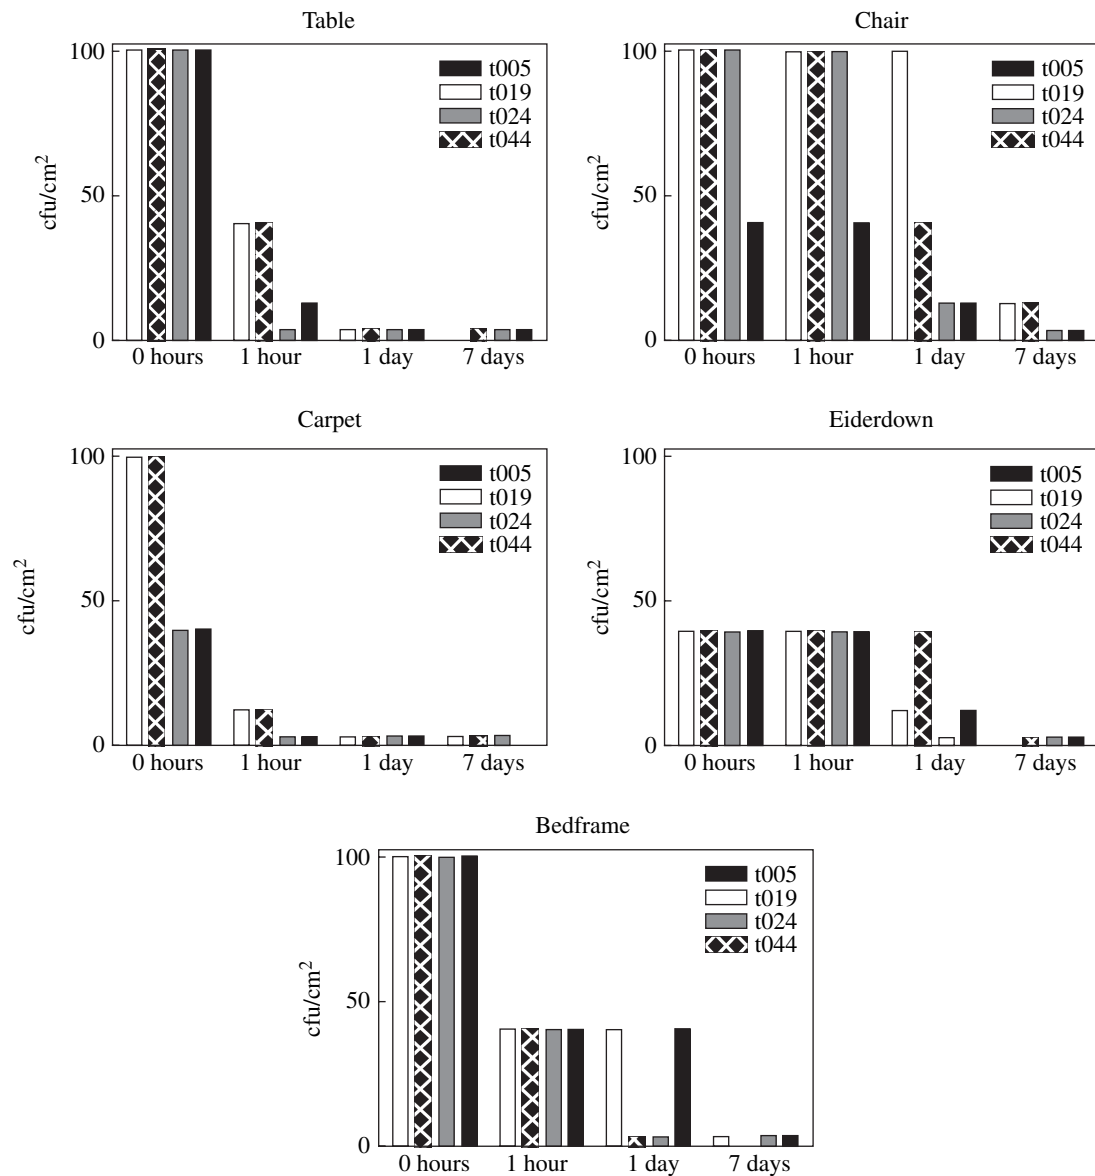 Table
100
50
0
cfu/cm²
t005
t019
t024
t044
0 hours 1 hour 1 day 7 days
Chair
100
50
0
cfu/cm²
t005
t019
t024
t044
0 hours 1 hour 1 day 7 days
Carpet
100
50
0
cfu/cm²
t005
t019
t024
t044
0 hours 1 hour 1 day 7 days
Eiderdown
100
50
0
cfu/cm²
t005
t019
t024
t044
0 hours 1 hour 1 day 7 days
Bedframe
100
50
0
cfu/cm²
t005
t019
t024
t044
0 hours 1 hour 1 day 7 days